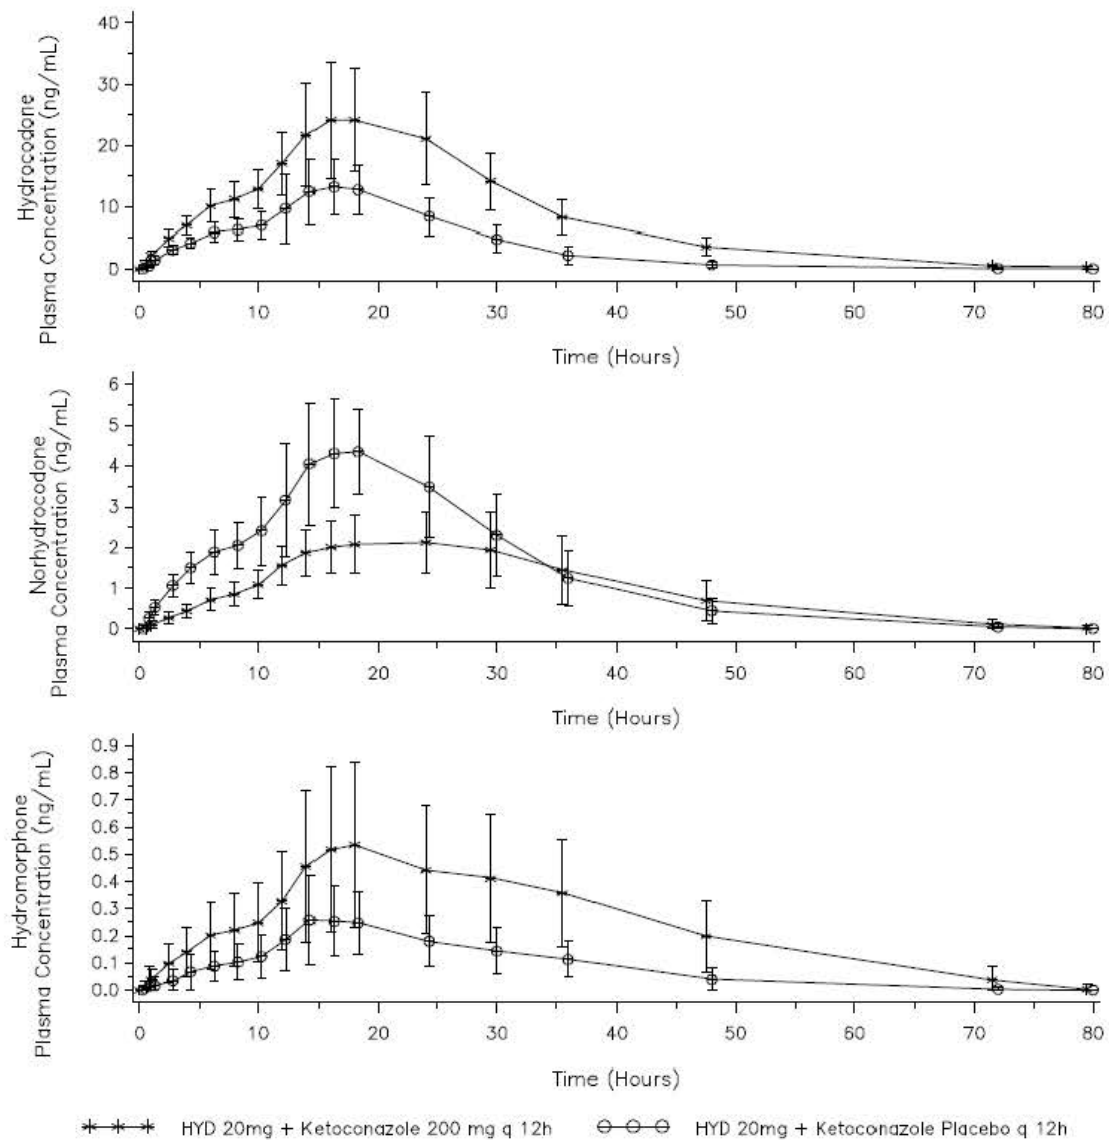 Hydrocodone
Plasma Concentration (ng/mL)
40
30
20
10
0
0 10 20 30 40 50 60 70 80
Time (Hours)
Norhydrocodone
Plasma Concentration (ng/mL)
6
5
4
3
2
1
0
0 10 20 30 40 50 60 70 80
Time (Hours)
Hydromorphone
Plasma Concentration (ng/mL)
0.9
0.8
0.7
0.6
0.5
0.4
0.3
0.2
0.1
0.0
0 10 20 30 40 50 60 70 80
Time (Hours)
HYD 20mg + Ketoconazole 200 mg q 12h HYD 20mg + Ketoconazole Placebo q 12h